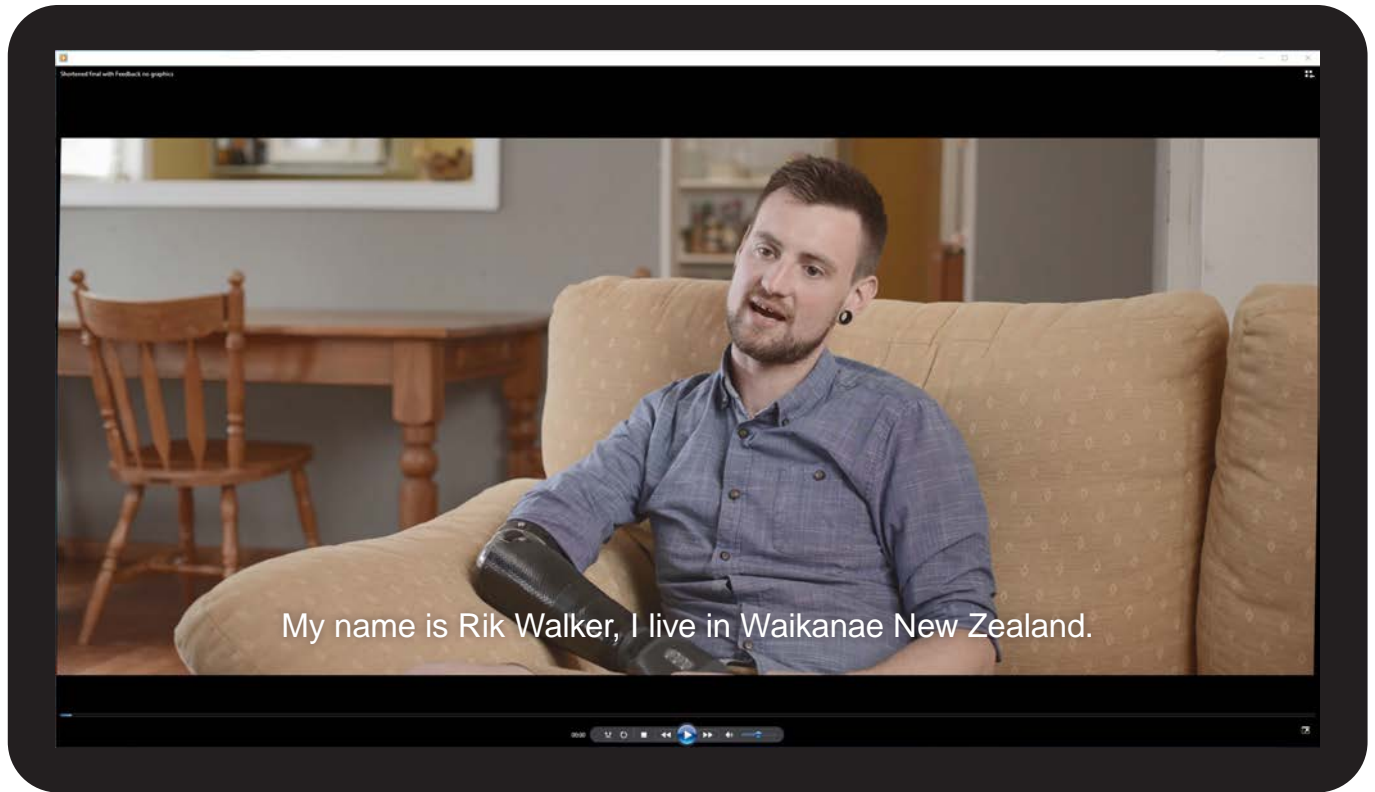 Shortened final with Feedback no graphics
My name is Rik Walker, I live in Waikanae New Zealand.
00:00